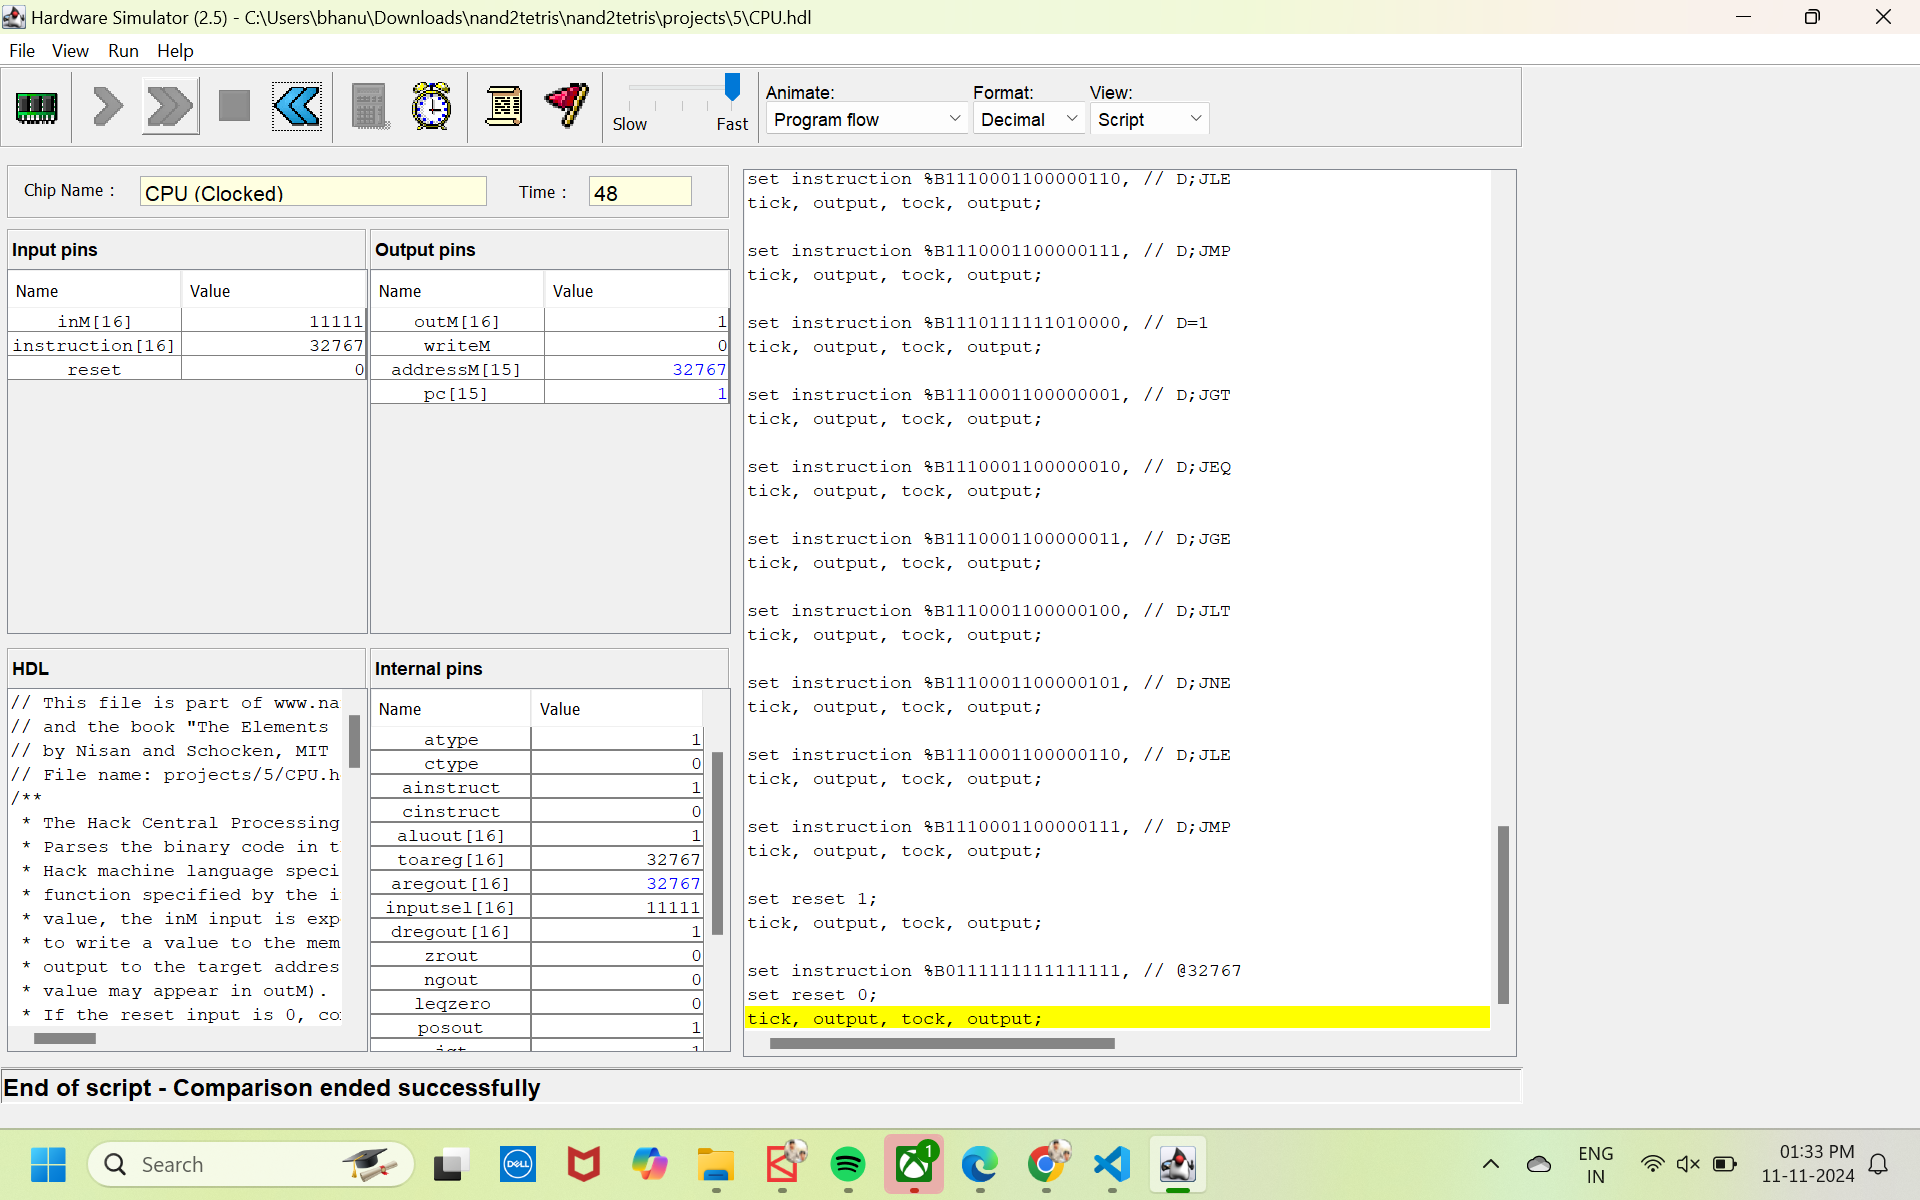 Hardware Simulator (2.5) - C:\Users\bhanu\Downloads\nand2tetris\nand2tetris\projects\5\CPU.hdl
File View Run Help
Slow Fast
Animate: Format: View:
Program flow Decimal Script
Chip Name : CPU (Clocked) Time : 48
Input pins
Name Value
inM[16] 11111
instruction[16] 32767
reset 0
Output pins
Name Value
outM[16] 1
writeM 0
addressM[15] 32767
pc[15] 1
HDL
// This file is part of www.na
// and the book "The Elements
// by Nisan and Schocken, MIT
// File name: projects/5/CPU.h
/**
* The Hack Central Processing
* Parses the binary code in t
* Hack machine language speci
* function specified by the i
* value, the inM input is exp
* to write a value to the mem
* output to the target addres
* value may appear in outM).
* If the reset input is 0, co
Internal pins
Name Value
atype 1
ctype 0
ainstruct 1
cinstruct 0
aluout[16] 1
toareg[16] 32767
aregout[16] 32767
inputsel[16] 11111
dregout[16] 1
zrout 0
ngout 0
leqzero 0
posout 1
set instruction %B1110001100000110, // D;JLE
tick, output, tock, output;
set instruction %B1110001100000111, // D;JMP
tick, output, tock, output;
set instruction %B1110111111010000, // D=1
tick, output, tock, output;
set instruction %B1110001100000001, // D;JGT
tick, output, tock, output;
set instruction %B1110001100000010, // D;JEQ
tick, output, tock, output;
set instruction %B1110001100000011, // D;JGE
tick, output, tock, output;
set instruction %B1110001100000100, // D;JLT
tick, output, tock, output;
set instruction %B1110001100000101, // D;JNE
tick, output, tock, output;
set instruction %B1110001100000110, // D;JLE
tick, output, tock, output;
set instruction %B1110001100000111, // D;JMP
tick, output, tock, output;
set reset 1;
tick, output, tock, output;
set instruction %B0111111111111111, // @32767
set reset 0;
tick, output, tock, output;
End of script - Comparison ended successfully
Search
DELL
1
ENG
IN
01:33 PM
11-11-2024